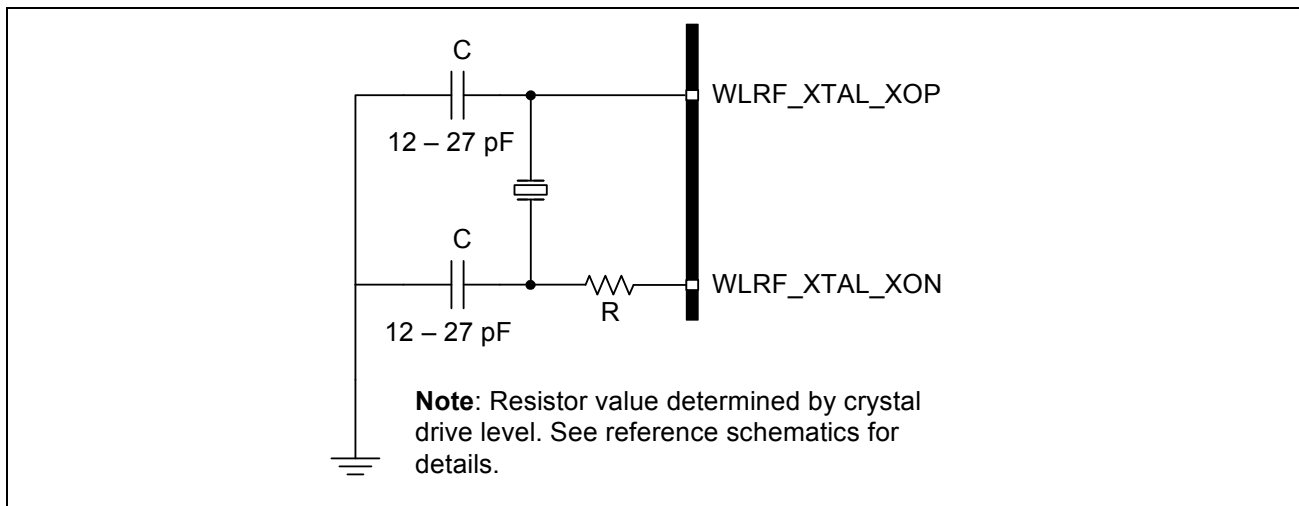 C
WLRF_XTAL_XOP
12 – 27 pF
C
WLRF_XTAL_XON
R
12 – 27 pF
Note: Resistor value determined by crystal
drive level. See reference schematics for
details.